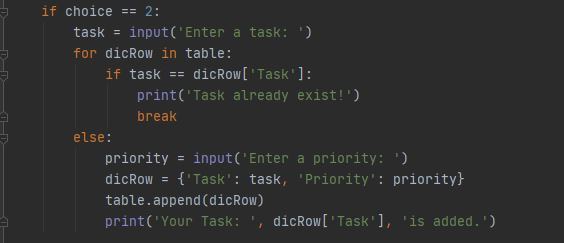 if choice == 2:
    task = input('Enter a task: ')
    for dicRow in table:
        if task == dicRow['Task']:
            print('Task already exist!')
            break
    else:
        priority = input('Enter a priority: ')
        dicRow = {'Task': task, 'Priority': priority}
        table.append(dicRow)
        print('Your Task: ', dicRow['Task'], 'is added.')